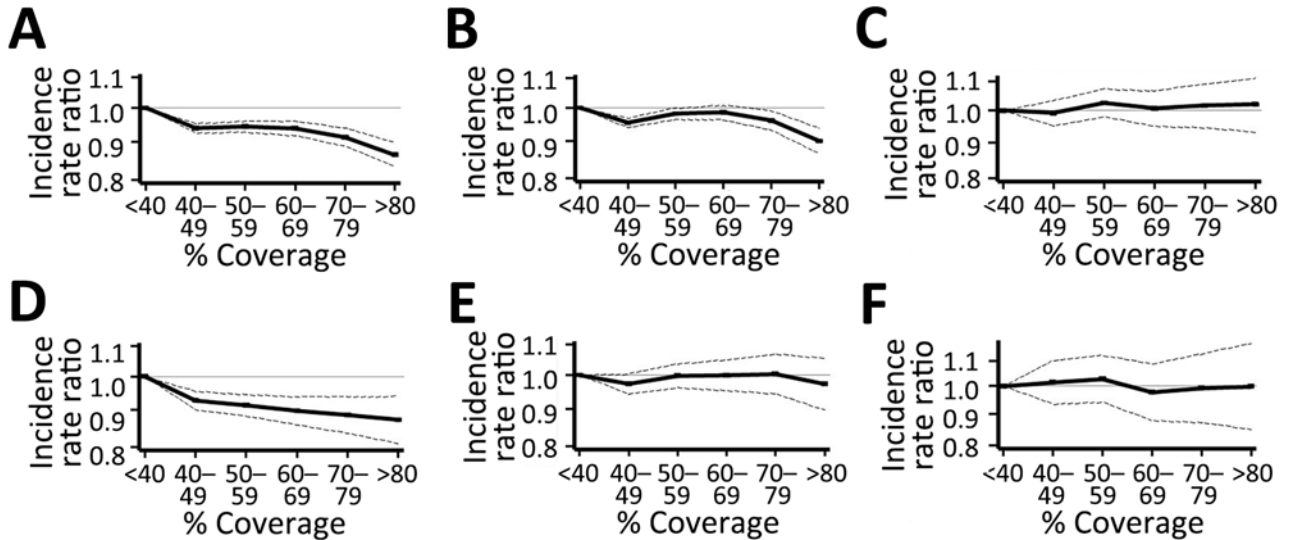 A
Incidence
rate ratio
1.1
1.0
0.9
0.8
<40 40– 50– 60– 70– >80
49 59 69 79
% Coverage
B
Incidence
rate ratio
1.1
1.0
0.9
0.8
<40 40– 50– 60– 70– >80
49 59 69 79
% Coverage
C
Incidence
rate ratio
1.1
1.0
0.9
0.8
<40 40– 50– 60– 70– >80
49 59 69 79
% Coverage
D
Incidence
rate ratio
1.1
1.0
0.9
0.8
<40 40– 50– 60– 70– >80
49 59 69 79
% Coverage
E
Incidence
rate ratio
1.1
1.0
0.9
0.8
<40 40– 50– 60– 70– >80
49 59 69 79
% Coverage
F
Incidence
rate ratio
1.1
1.0
0.9
0.8
<40 40– 50– 60– 70– >80
49 59 69 79
% Coverage